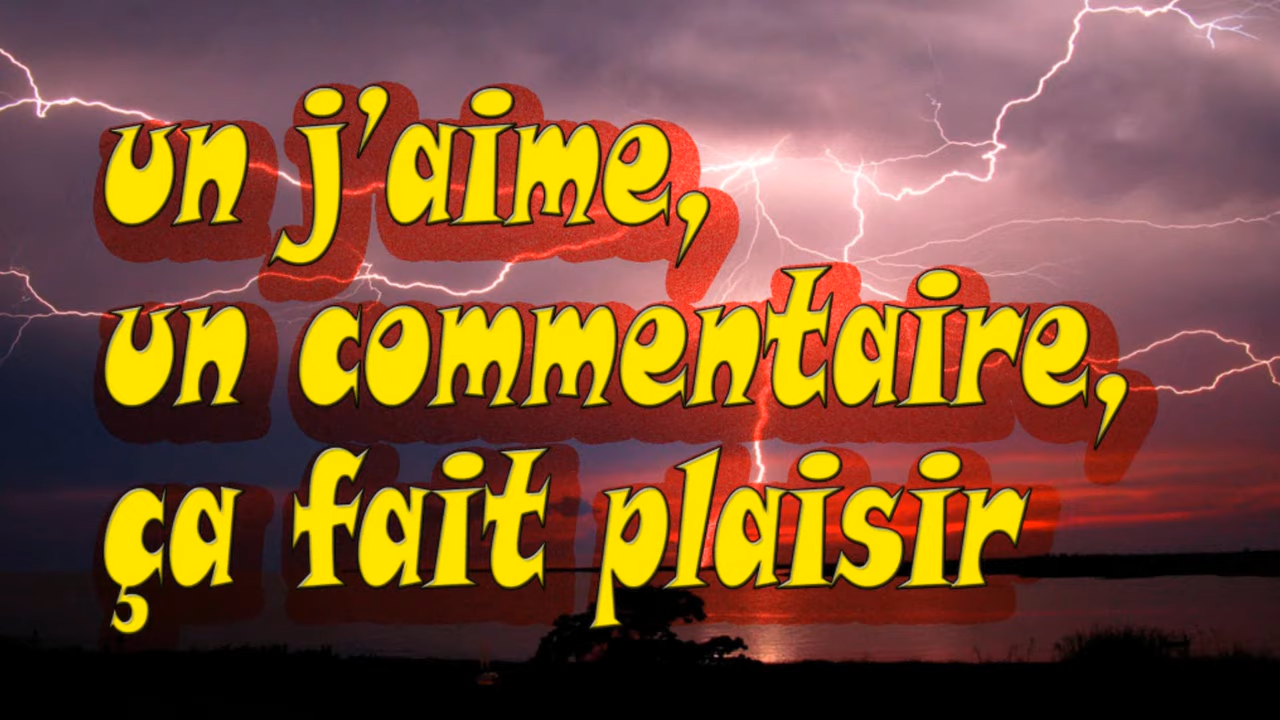 un j'aime,
un commentaire,
ça fait plaisir